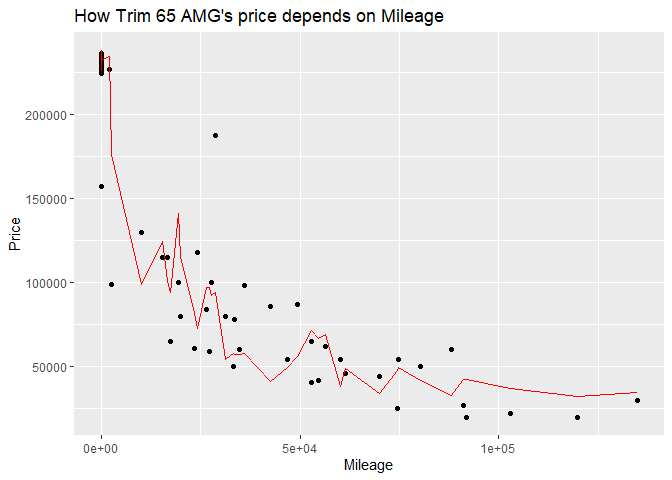 How Trim 65 AMG's price depends on Mileage
200000
150000
100000
50000
Price
0e+00 5e+04 1e+05
Mileage